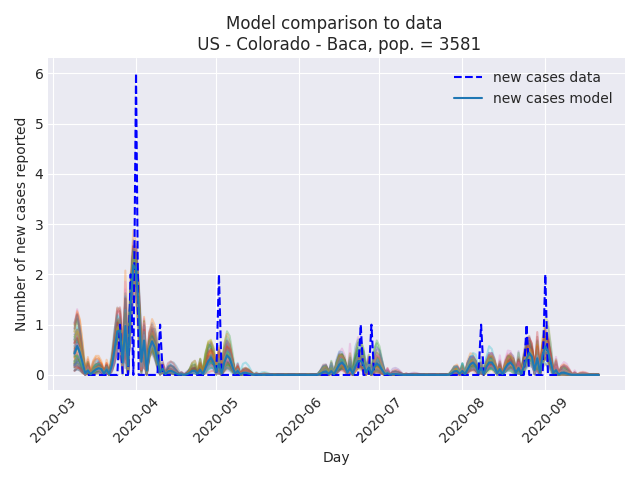 Model comparison to data
US - Colorado - Baca, pop. = 3581
new cases data
new cases model
Number of new cases reported
6
5
4
3
2
1
0
2020-03
2020-04
2020-05
2020-06
2020-07
2020-08
2020-09
Day